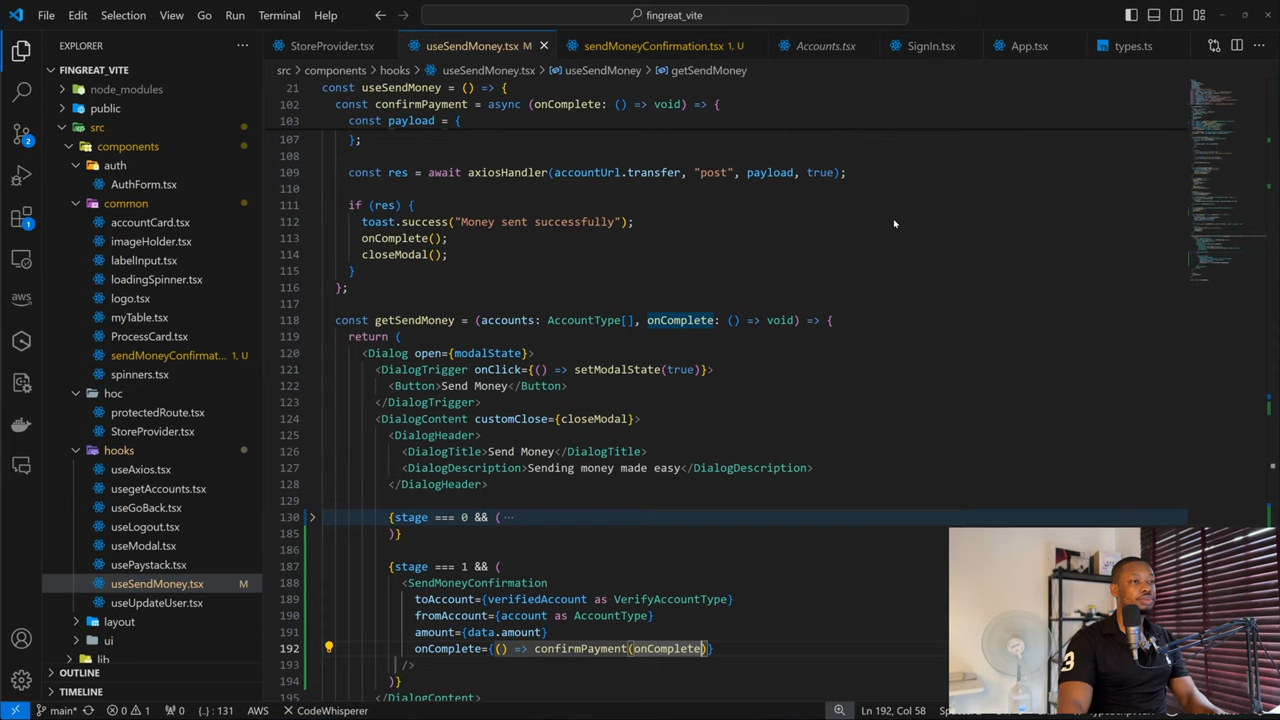 File Edit Selection View Go Run Terminal Help fingreat_vite
EXPLORER StoreProvider.tsx useSendMoney.tsx sendMoneyConfirmation.tsx 1, U Accounts.tsx SignIn.tsx App.tsx types.ts
FINGREAT_VITE
node_modules
public
src
components
auth
AuthForm.tsx
common
accountCard.tsx
imageHolder.tsx
labelInput.tsx
loadingSpinner.tsx
logo.tsx
myTable.tsx
ProcessCard.tsx
sendMoneyConfirmat... 1, U
spinners.tsx
hoc
protectedRoute.tsx
StoreProvider.tsx
hooks
useAxios.tsx
usegetAccounts.tsx
useGoBack.tsx
useLogout.tsx
useModal.tsx
usePaystack.tsx
useSendMoney.tsx M
useUpdateUser.tsx
layout
ui
lib
OUTLINE
TIMELINE
2
1
aws
src > components > hooks > useSendMoney.tsx > useSendMoney > getSendMoney
21 const useSendMoney = () => {
102 const confirmPayment = async (onComplete: () => void) => {
103 const payload = {
107 };
108
109 const res = await axiosHandler(accountUrl.transfer, "post", payload, true);
110
111 if (res) {
112 toast.success("Money sent successfully");
113 onComplete();
114 closeModal();
115 }
116 };
117
118 const getSendMoney = (accounts: AccountType[], onComplete: () => void) => {
119 return (
120 <Dialog open={modalState}>
121 <DialogTrigger onClick={() => setModalState(true)}>
122 <Button>Send Money</Button>
123 </DialogTrigger>
124 <DialogContent customClose={closeModal}>
125 <DialogHeader>
126 <DialogTitle>Send Money</DialogTitle>
127 <DialogDescription>Sending money made easy</DialogDescription>
128 </DialogHeader>
129
130 {stage === 0 && ( ···
185 )}
186
187 {stage === 1 && (
188 <SendMoneyConfirmation
189 toAccount={verifiedAccount as VerifyAccountType}
190 fromAccount={account as AccountType}
191 amount={data.amount}
192 onComplete={() => confirmPayment(onComplete)}
193 />
194 )}
195 </DialogContent>
main* 0 1 0 {..}: 131 AWS CodeWhisperer Ln 192, Col 58
3